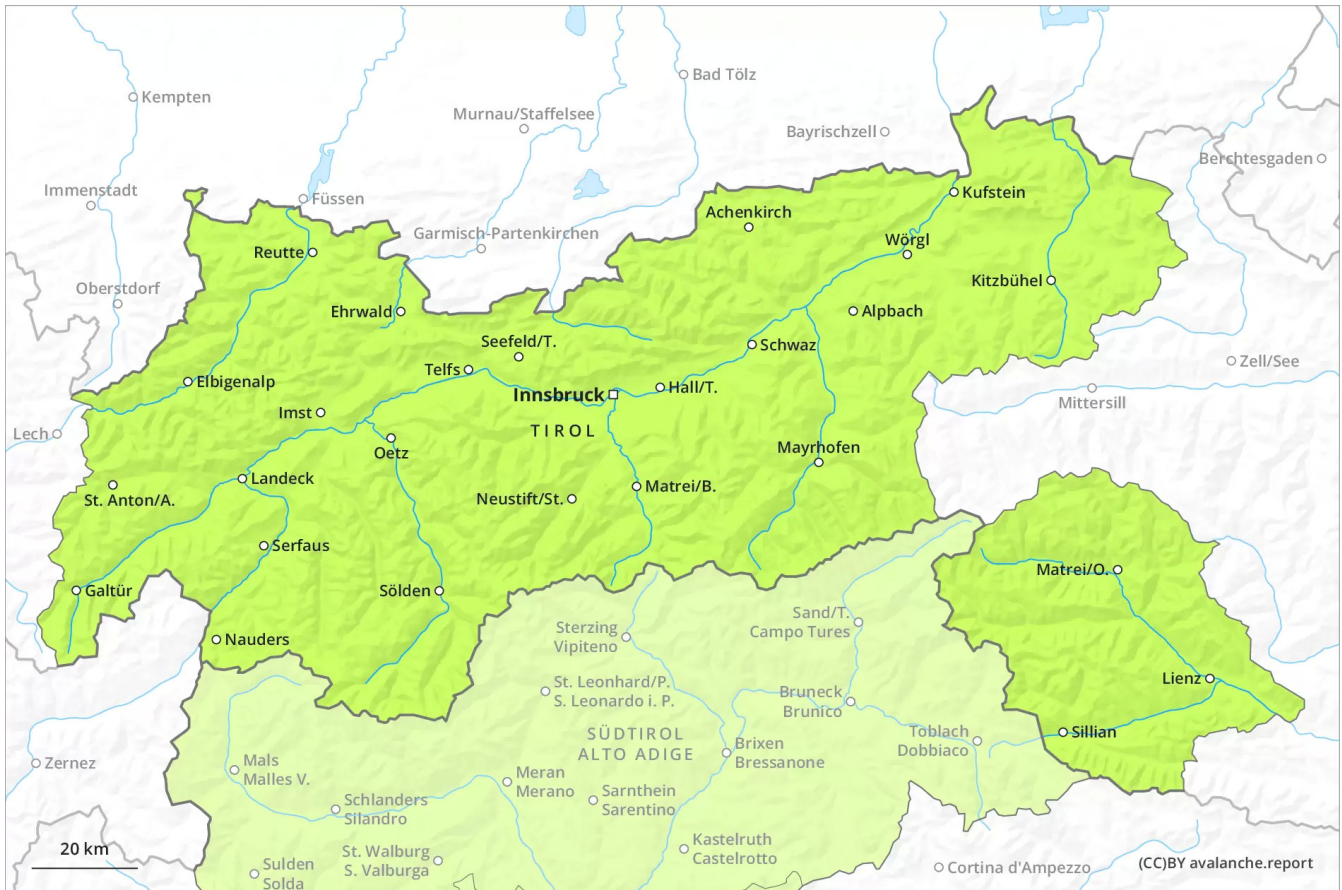 Kempten
Bad Tölz
Murnau/Staffelsee
Bayrischzell
Berchtesgaden
Immenstadt
Füssen
Kufstein
Achenkirch
Garmisch-Partenkirchen
Wörgl
Reutte
Kitzbühel
Oberstdorf
Ehrwald
Alpbach
Seefeld/T.
Schwaz
Zell/See
Telfs
Elbigenalp
Hall/T.
Innsbruck
Mittersill
Imst
TIROL
Lech
Oetz
Mayrhofen
Landeck
Matrei/B.
St. Anton/A.
Neustift/St.
Serfaus
Matrei/O.
Galtür
Sölden
Sand/T.
Campo Tures
Sterzing
Vipiteno
Nauders
Lienz
St. Leonhard/P.
S. Leonardo i. P.
Bruneck
Brunico
Sillian
SÜDTIROL
ALTO ADIGE
Toblach
Dobbiaco
Brixen
Bressanone
Zernez
Mals
Malles V.
Meran
Merano
Sarnthein
Sarentino
Schlanders
Silandro
20 km
St. Walburg
S. Valburga
Kastelruth
Castelrotto
Sulden
Solda
Cortina d'Ampezzo
(CC)BY avalanche.report